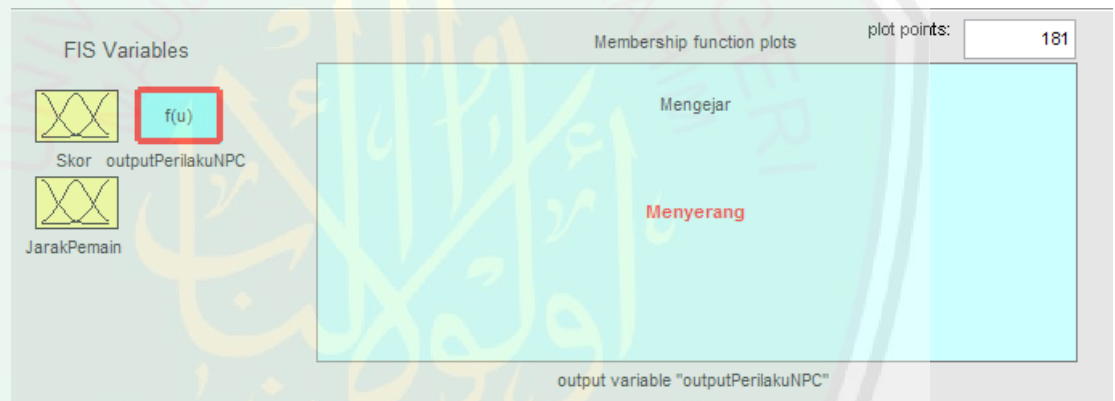 FIS Variables
Membership function plots
plot points:
181
f(u)
Skor
outputPerilakuNPC
JarakPemain
Mengejar
Menyerang
output variable "outputPerilakuNPC"